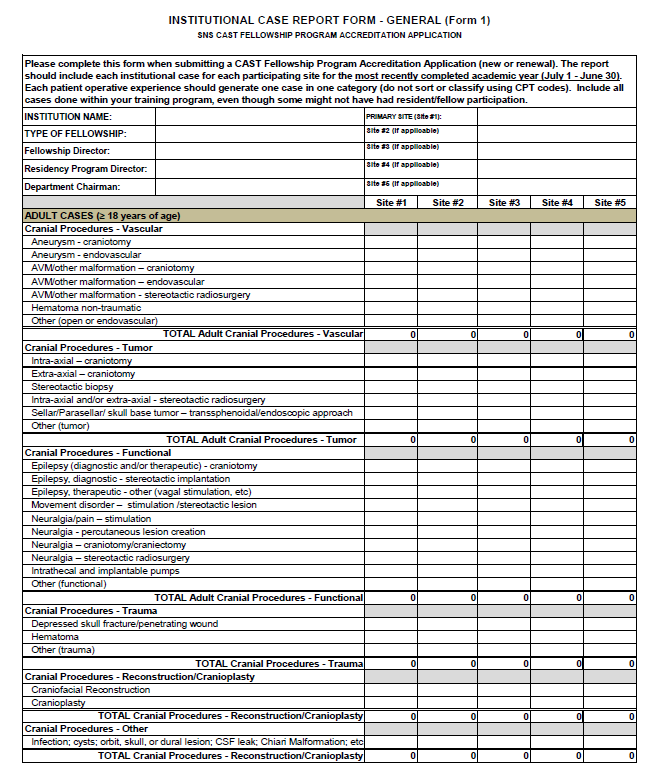 INSTITUTIONAL CASE REPORT FORM - GENERAL (Form 1)
SNS CAST FELLOWSHIP PROGRAM ACCREDITATION APPLICATION
Please complete this form when submitting a CAST Fellowship Program Accreditation Application (new or renewal). The report
should include each institutional case for each participating site for the most recently completed academic year (July 1 - June 30).
Each patient operative experience should generate one case in one category (do not sort or classify using CPT codes). Include all
cases done within your training program, even though some might not have had resident/fellow participation.
INSTITUTION NAME: PRIMARY SITE (Site #1):
TYPE OF FELLOWSHIP: Site #2 (if applicable)
Fellowship Director: Site #3 (if applicable)
Residency Program Director: Site #4 (if applicable)
Department Chairman: Site #5 (if applicable)
Site #1 Site #2 Site #3 Site #4 Site #5
ADULT CASES (≥ 18 years of age)
Cranial Procedures - Vascular
Aneurysm - craniotomy
Aneurysm - endovascular
AVM/other malformation – craniotomy
AVM/other malformation – endovascular
AVM/other malformation - stereotactic radiosurgery
Hematoma non-traumatic
Other (open or endovascular)
TOTAL Adult Cranial Procedures - Vascular 0 0 0 0 0
Cranial Procedures - Tumor
Intra-axial – craniotomy
Extra-axial – craniotomy
Stereotactic biopsy
Intra-axial and/or extra-axial - stereotactic radiosurgery
Sellar/Parasellar/ skull base tumor – transsphenoidal/endoscopic approach
Other (tumor)
TOTAL Adult Cranial Procedures - Tumor 0 0 0 0 0
Cranial Procedures - Functional
Epilepsy (diagnostic and/or therapeutic) - craniotomy
Epilepsy, diagnostic - stereotactic implantation
Epilepsy, therapeutic - other (vagal stimulation, etc)
Movement disorder – stimulation /stereotactic lesion
Neuralgia/pain – stimulation
Neuralgia - percutaneous lesion creation
Neuralgia – craniotomy/craniectomy
Neuralgia – stereotactic radiosurgery
Intrathecal and implantable pumps
Other (functional)
TOTAL Adult Cranial Procedures - Functional 0 0 0 0 0
Cranial Procedures - Trauma
Depressed skull fracture/penetrating wound
Hematoma
Other (trauma)
TOTAL Cranial Procedures - Trauma 0 0 0 0 0
Cranial Procedures - Reconstruction/Cranioplasty
Craniofacial Reconstruction
Cranioplasty
TOTAL Cranial Procedures - Reconstruction/Cranioplasty 0 0 0 0 0
Cranial Procedures - Other
Infection; cysts; orbit, skull, or dural lesion; CSF leak; Chiari Malformation; etc
TOTAL Cranial Procedures - Reconstruction/Cranioplasty 0 0 0 0 0